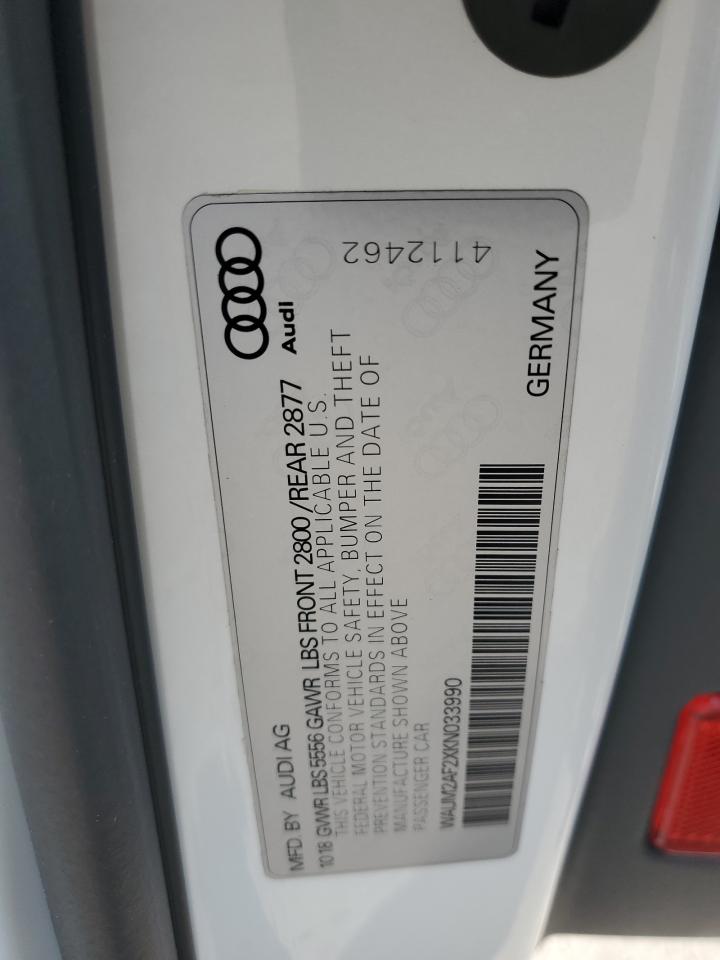 MFD. BY AUDI AG
1018 GVWR LBS 5556 GAWR LBS FRONT 2800 /REAR 2877
THIS VEHICLE CONFORMS TO ALL APPLICABLE U.S.
FEDERAL MOTOR VEHICLE SAFETY, BUMPER AND THEFT
PREVENTION STANDARDS IN EFFECT ON THE DATE OF
MANUFACTURE SHOWN ABOVE
PASSENGER CAR
WAUM2AF2XKN033990
Audi
4112462
GERMANY